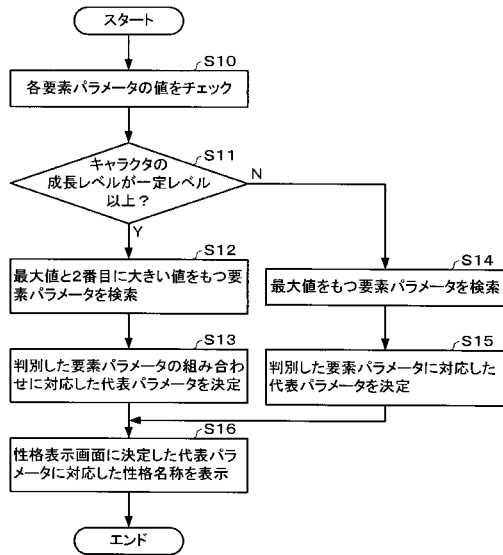 スタート
S10
各要素パラメータの値をチェック
S11
キャラクタの
成長レベルが一定レベル
以上?
N
Y
S12
最大値と2番目に大きい値をもつ要
素パラメータを検索
S14
最大値をもつ要素パラメータを検索
S13
判別した要素パラメータの組み合わ
せに対応した代表パラメータを決定
S15
判別した要素パラメータに対応した
代表パラメータを決定
S16
性格表示画面に決定した代表パラ
メータに対応した性格名称を表示
エンド